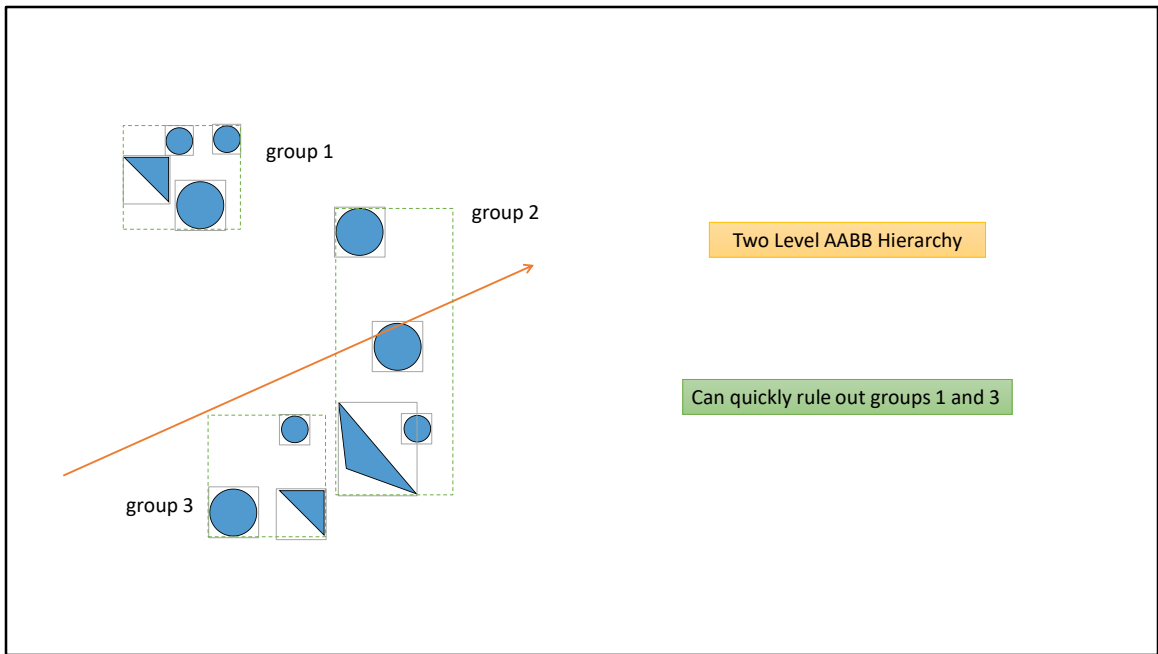 group 1
group 2
Two Level AABB Hierarchy
Can quickly rule out groups 1 and 3
group 3